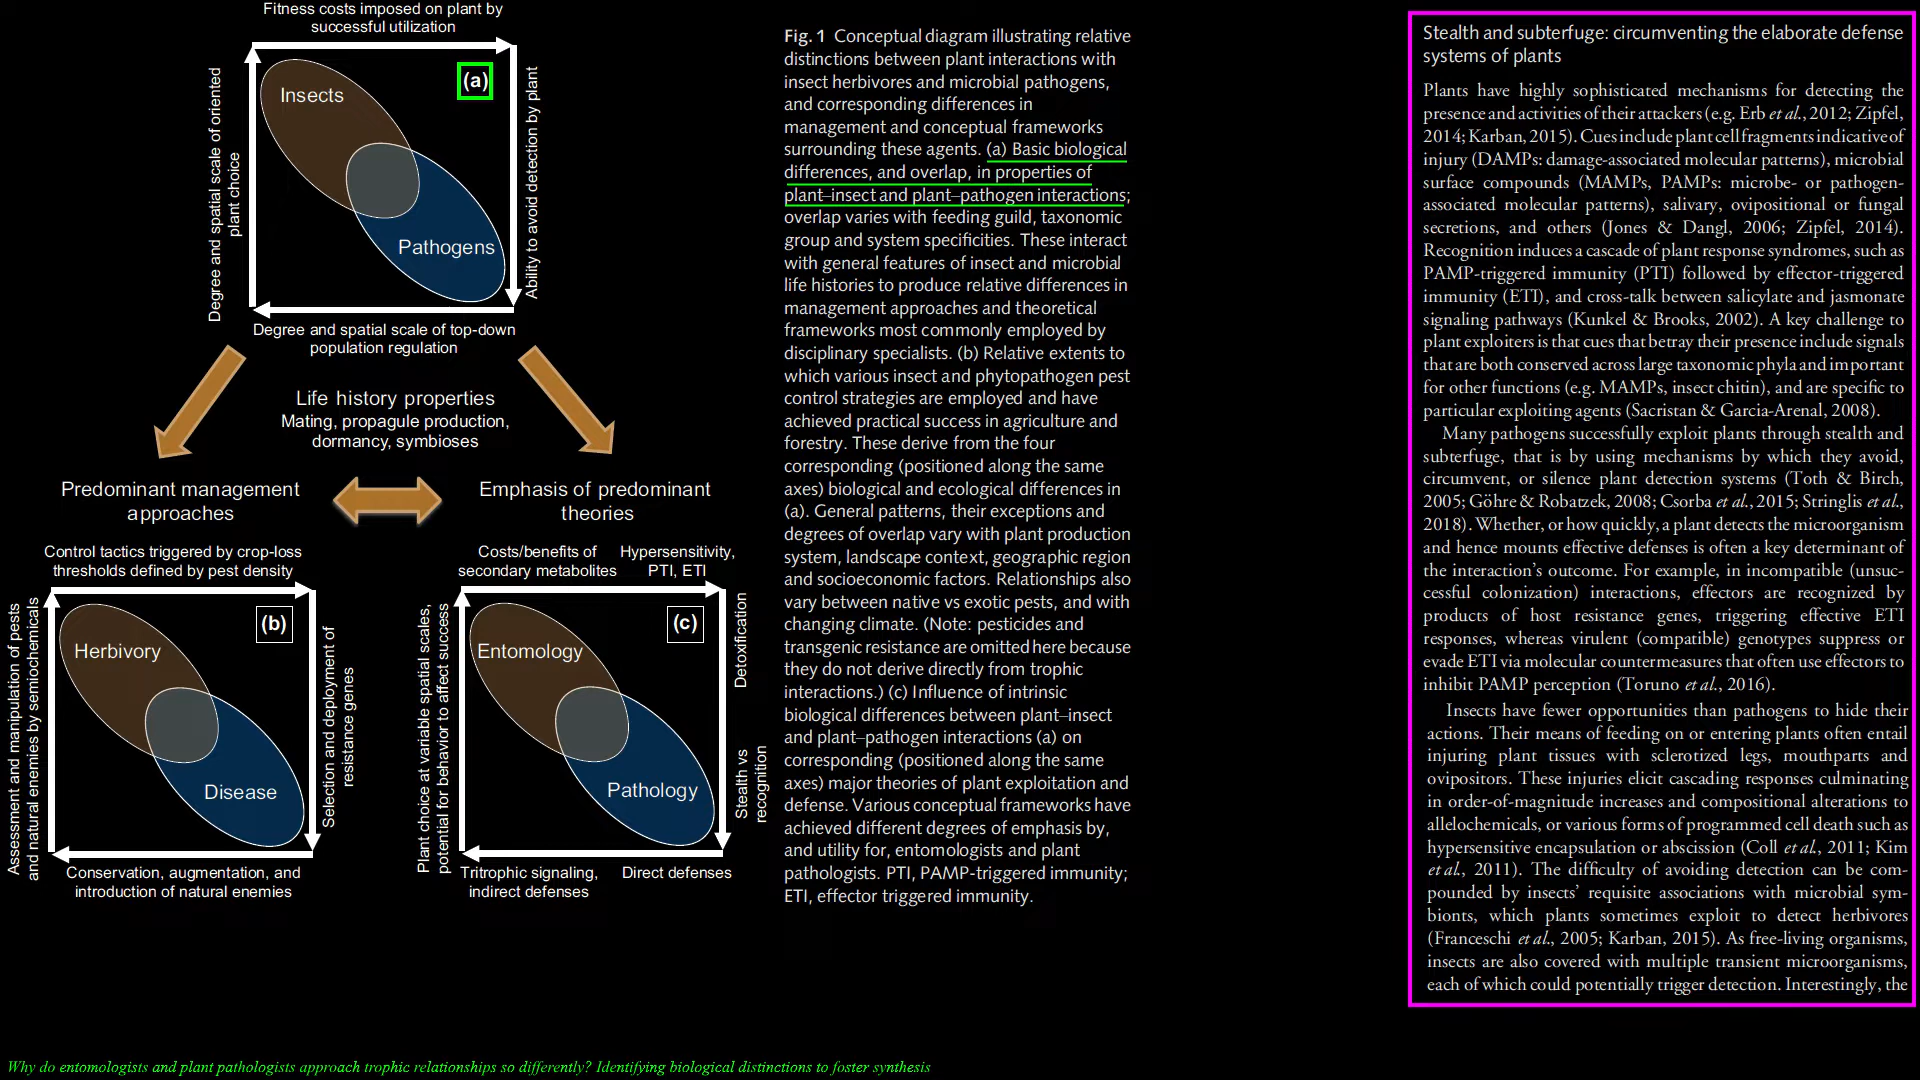 Fitness costs imposed on plant by
successful utilization
Degree and spatial scale of oriented
plant choice
Insects
(a)
Pathogens
Ability to avoid detection by plant
Degree and spatial scale of top-down
population regulation
Life history properties
Mating, propagule production,
dormancy, symbioses
Predominant management
approaches
Emphasis of predominant
theories
Control tactics triggered by crop-loss
thresholds defined by pest density
Assessment and manipulation of pests
and natural enemies by semiochemicals
Herbivory
(b)
Disease
Selection and deployment of
resistance genes
Conservation, augmentation, and
introduction of natural enemies
Costs/benefits of
secondary metabolites
Hypersensitivity,
PTI, ETI
Plant choice at variable spatial scales,
potential for behavior to affect success
Entomology
(c)
Pathology
Detoxification
Stealth vs
recognition
Tritrophic signaling,
indirect defenses
Direct defenses
Fig. 1 Conceptual diagram illustrating relative
distinctions between plant interactions with
insect herbivores and microbial pathogens,
and corresponding differences in
management and conceptual frameworks
surrounding these agents. (a) Basic biological
differences, and overlap, in properties of
plant–insect and plant–pathogen interactions;
overlap varies with feeding guild, taxonomic
group and system specificities. These interact
with general features of insect and microbial
life histories to produce relative differences in
management approaches and theoretical
frameworks most commonly employed by
disciplinary specialists. (b) Relative extents to
which various insect and phytopathogen pest
control strategies are employed and have
achieved practical success in agriculture and
forestry. These derive from the four
corresponding (positioned along the same
axes) biological and ecological differences in
(a). General patterns, their exceptions and
degrees of overlap vary with plant production
system, landscape context, geographic region
and socioeconomic factors. Relationships also
vary between native vs exotic pests, and with
changing climate. (Note: pesticides and
transgenic resistance are omitted here because
they do not derive directly from trophic
interactions.) (c) Influence of intrinsic
biological differences between plant–insect
and plant–pathogen interactions (a) on
corresponding (positioned along the same
axes) major theories of plant exploitation and
defense. Various conceptual frameworks have
achieved different degrees of emphasis by,
and utility for, entomologists and plant
pathologists. PTI, PAMP-triggered immunity;
ETI, effector triggered immunity.
Stealth and subterfuge: circumventing the elaborate defense
systems of plants
Plants have highly sophisticated mechanisms for detecting the
presence and activities of their attackers (e.g. Erb et al., 2012; Zipfel,
2014; Karban, 2015). Cues include plant cell fragments indicative of
injury (DAMPs: damage-associated molecular patterns), microbial
surface compounds (MAMPs, PAMPs: microbe- or pathogen-
associated molecular patterns), salivary, ovipositional or fungal
secretions, and others (Jones & Dangl, 2006; Zipfel, 2014).
Recognition induces a cascade of plant response syndromes, such as
PAMP-triggered immunity (PTI) followed by effector-triggered
immunity (ETI), and cross-talk between salicylate and jasmonate
signaling pathways (Kunkel & Brooks, 2002). A key challenge to
plant exploiters is that cues that betray their presence include signals
that are both conserved across large taxonomic phyla and important
for other functions (e.g. MAMPs, insect chitin), and are specific to
particular exploiting agents (Sacristan & Garcia-Arenal, 2008).
Many pathogens successfully exploit plants through stealth and
subterfuge, that is by using mechanisms by which they avoid,
circumvent, or silence plant detection systems (Toth & Birch,
2005; Göhre & Robatzek, 2008; Csorba et al., 2015; Stringlis et al.,
2018). Whether, or how quickly, a plant detects the microorganism
and hence mounts effective defenses is often a key determinant of
the interaction's outcome. For example, in incompatible (unsuc-
cessful colonization) interactions, effectors are recognized by
products of host resistance genes, triggering effective ETI
responses, whereas virulent (compatible) genotypes suppress or
evade ETI via molecular countermeasures that often use effectors to
inhibit PAMP perception (Toruno et al., 2016).
Insects have fewer opportunities than pathogens to hide their
actions. Their means of feeding on or entering plants often entail
injuring plant tissues with sclerotized legs, mouthparts and
ovipositors. These injuries elicit cascading responses culminating
in order-of-magnitude increases and compositional alterations to
allelochemicals, or various forms of programmed cell death such as
hypersensitive encapsulation or abscission (Coll et al., 2011; Kim
et al., 2011). The difficulty of avoiding detection can be com-
pounded by insects' requisite associations with microbial sym-
bionts, which plants sometimes exploit to detect herbivores
(Franceschi et al., 2005; Karban, 2015). As free-living organisms,
insects are also covered with multiple transient microorganisms,
each of which could potentially trigger detection. Interestingly, the
Why do entomologists and plant pathologists approach trophic relationships so differently? Identifying biological distinctions to foster synthesis